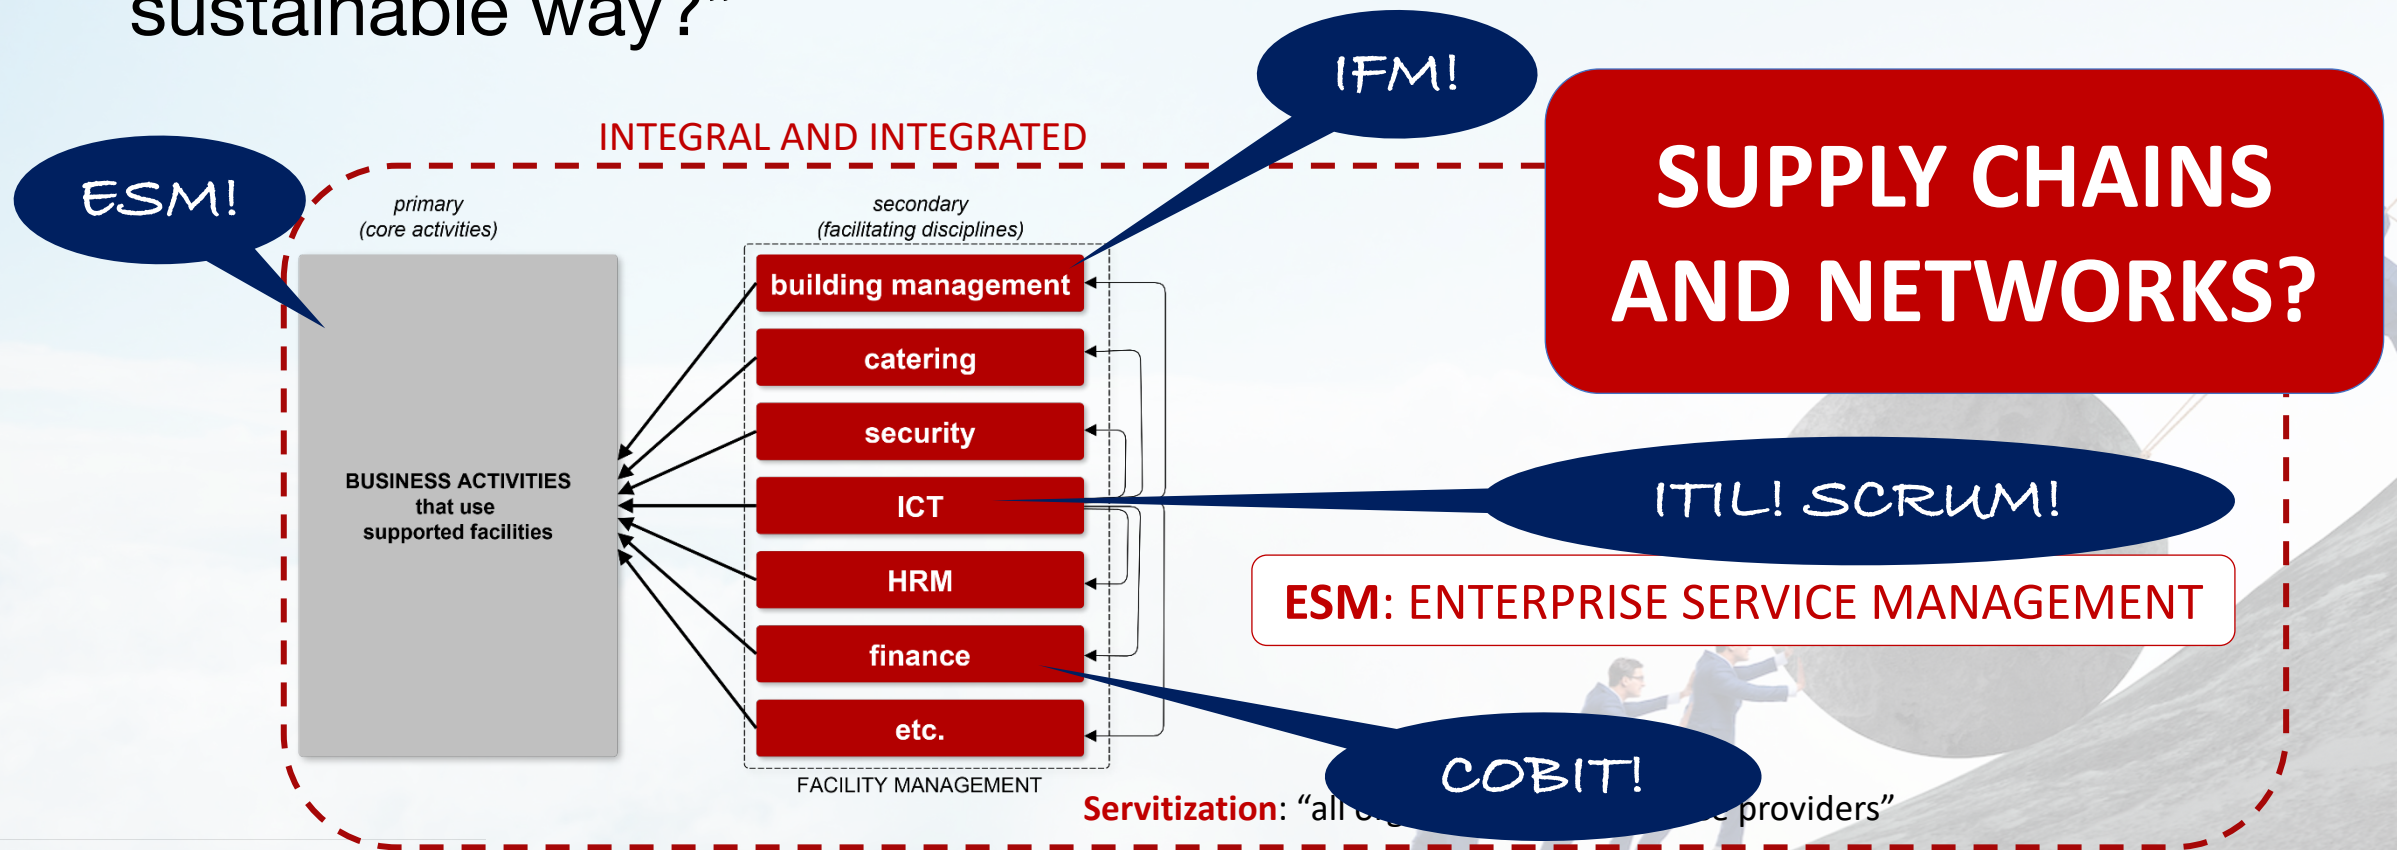 sustainable way?”
IFM!
INTEGRAL AND INTEGRATED
SUPPLY CHAINS
AND NETWORKS?
ESM!
primary
(core activities)
secondary
(facilitating disciplines)
building management
catering
security
BUSINESS ACTIVITIES
that use
supported facilities
ICT
ITIL! SCRUM!
HRM
ESM: ENTERPRISE SERVICE MANAGEMENT
finance
etc.
COBIT!
FACILITY MANAGEMENT
Servitization: “all providers”